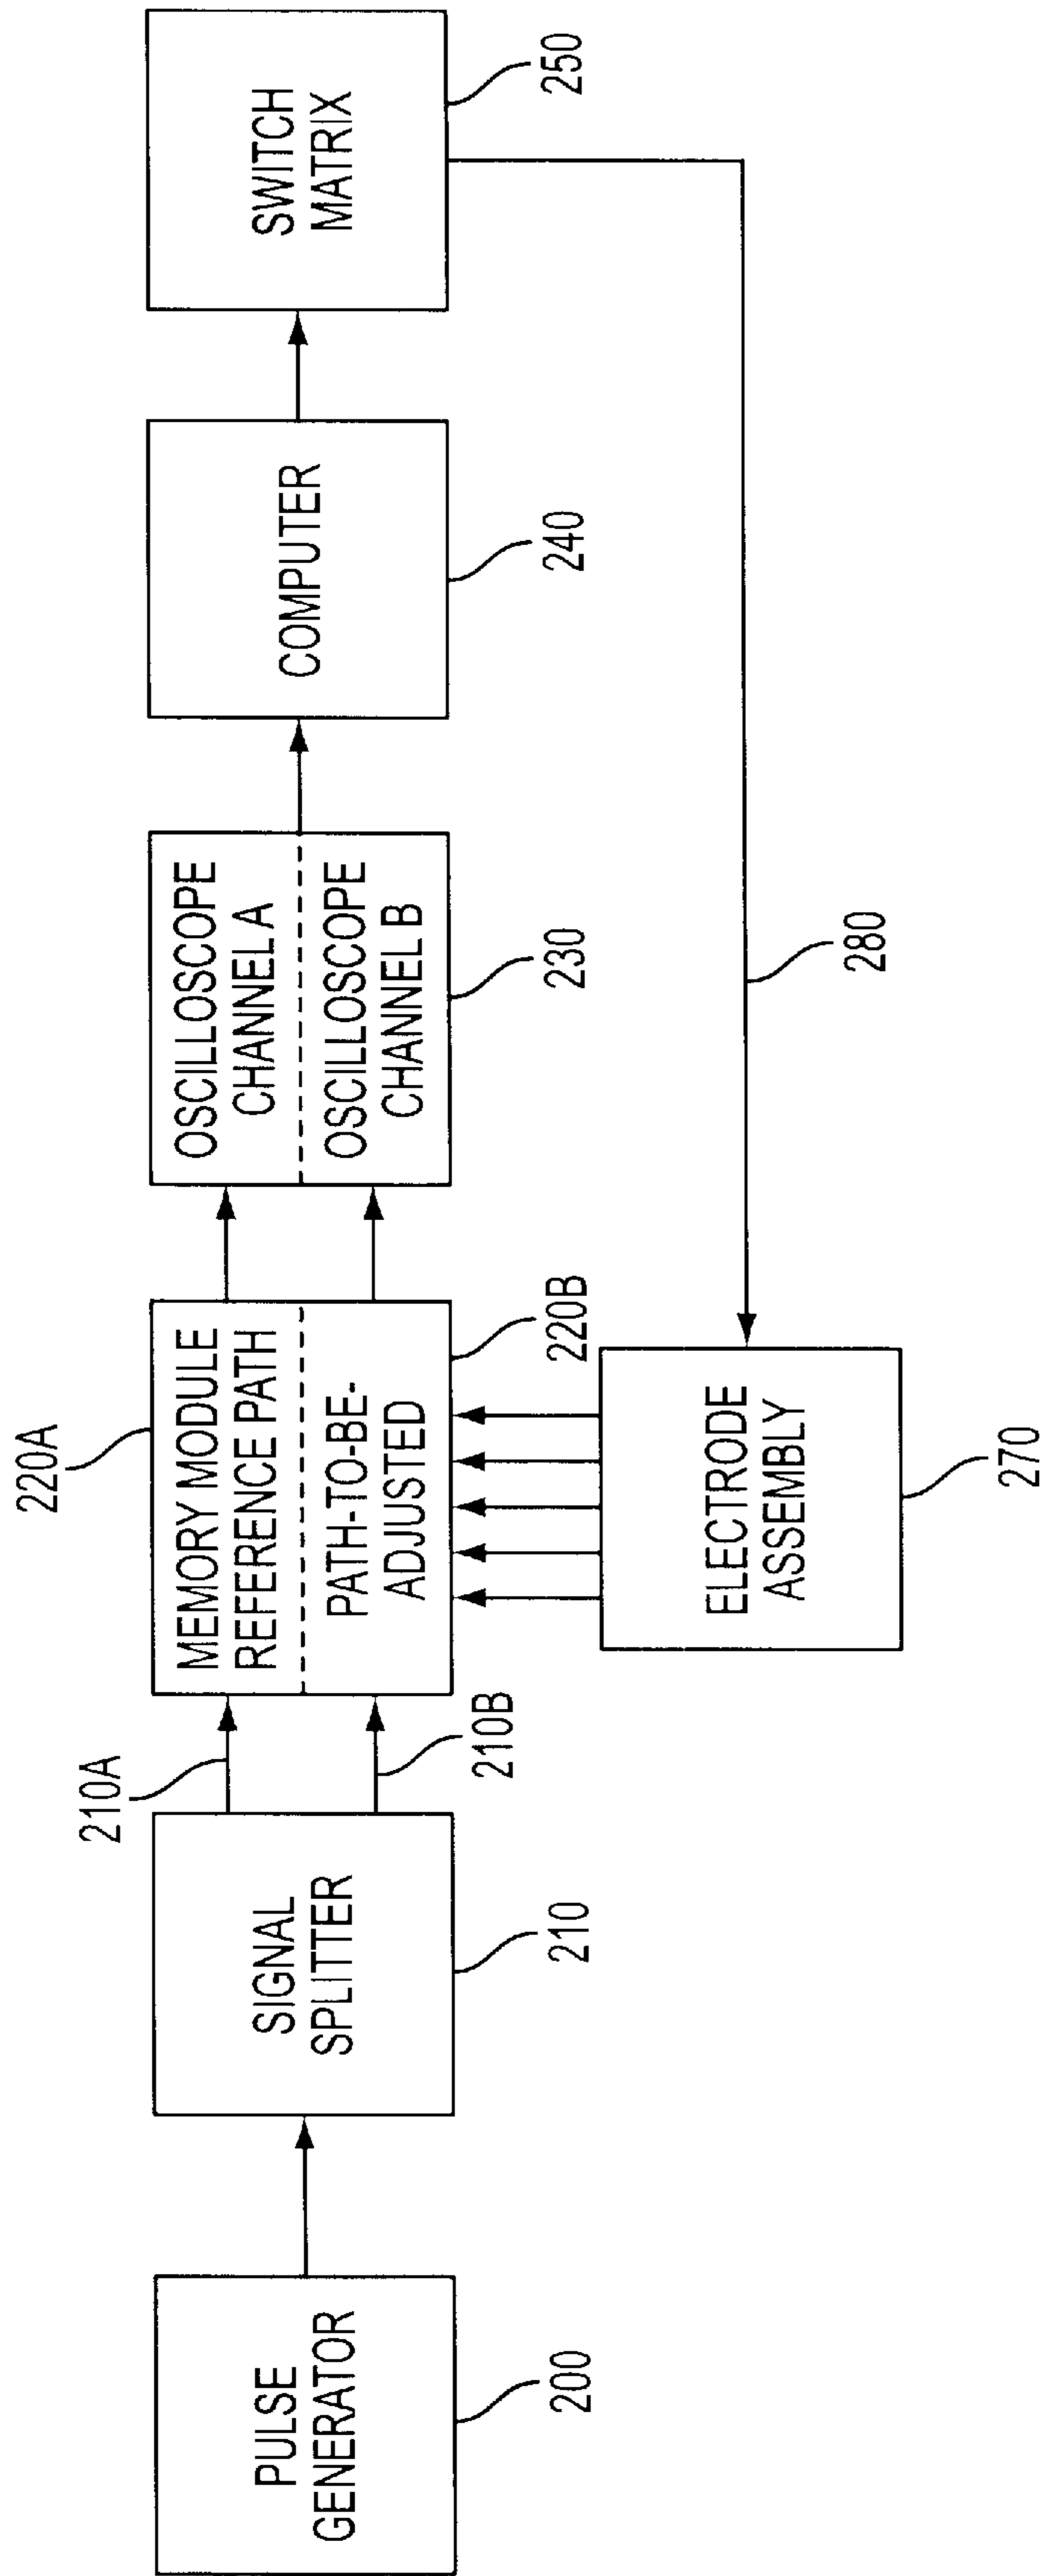 PULSE
GENERATOR
200
SIGNAL
SPLITTER
210
210A
210B
220A
MEMORY MODULE
REFERENCE PATH
PATH-TO-BE-
ADJUSTED
220B
OSCILLOSCOPE
CHANNEL A
OSCILLOSCOPE
CHANNEL B
230
COMPUTER
240
SWITCH
MATRIX
250
ELECTRODE
ASSEMBLY
270
280